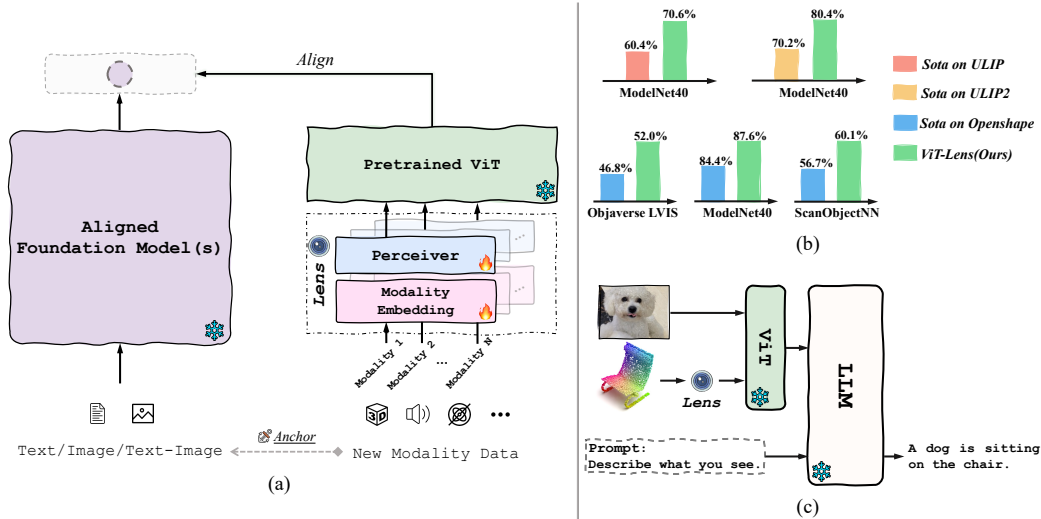 Align
Pretrained ViT
Aligned
Foundation Model(s)
Lens
Perceiver
...
...
Modality
Embedding
Modality 1
Modality 2
...
Modality N
3D
Text/Image/Text-Image
Anchor
New Modality Data
(a)
60.4%
70.6%
ModelNet40
70.2%
80.4%
ModelNet40
Sota on ULIP
Sota on ULIP2
Sota on Openshape
ViT-Lens(Ours)
46.8%
52.0%
Objaverse LVIS
84.4%
87.6%
ModelNet40
56.7%
60.1%
ScanObjectNN
(b)
ViT
LLM
Lens
Prompt:
Describe what you see.
A dog is sitting
on the chair.
(c)